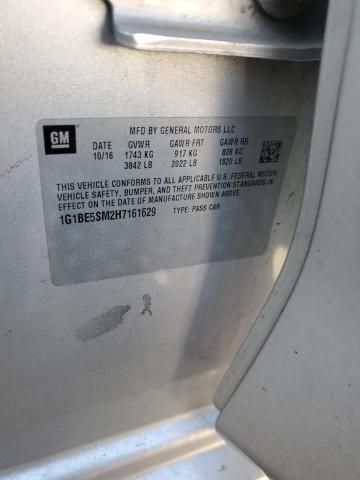 GM
MFD BY GENERAL MOTORS LLC
DATE GVWR GAWR FRT GAWR RR
10/16 1743 KG 917 KG 826 KG
3842 LB 2022 LB 1820 LB
THIS VEHICLE CONFORMS TO ALL APPLICABLE U.S. FEDERAL MOTOR
VEHICLE SAFETY, BUMPER, AND THEFT PREVENTION STANDARDS IN
EFFECT ON THE DATE OF MANUFACTURE SHOWN ABOVE.
1G1BE5SM2H7161629 TYPE: PASS CAR